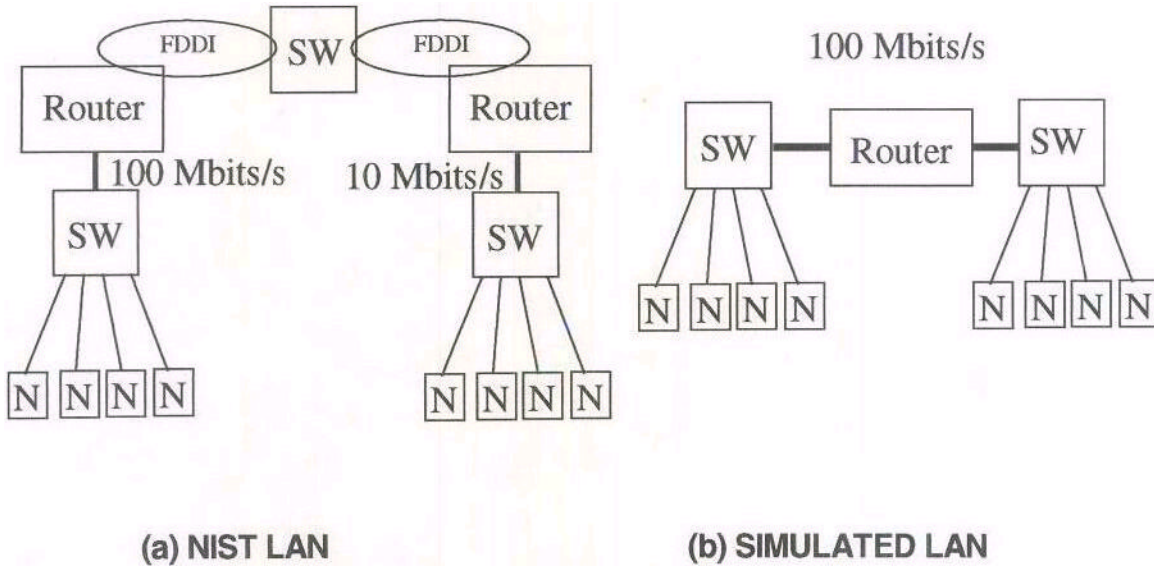 FDDI SW FDDI
Router Router
100 Mbits/s 10 Mbits/s
SW SW
N N N N N N N N
(a) NIST LAN
100 Mbits/s
SW Router SW
N N N N N N N N
(b) SIMULATED LAN